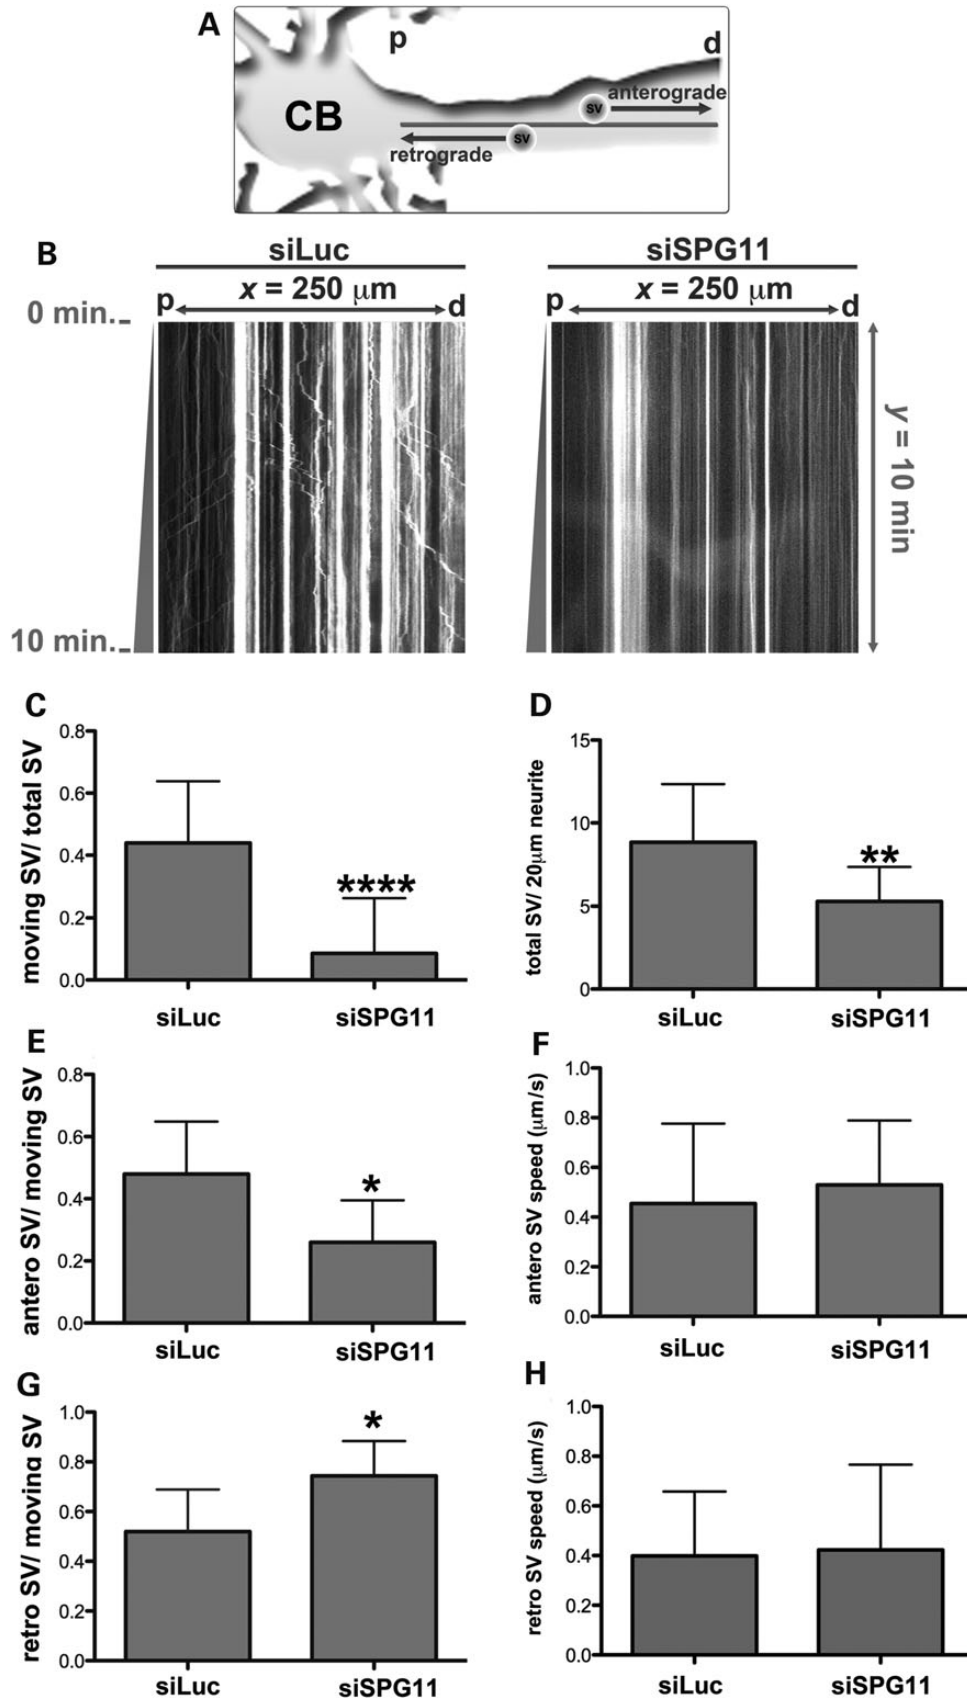 A
p
d
CB
sv
anterograde
sv
retrograde
B
siLuc
siSPG11
x = 250 µm
x = 250 µm
p
d
p
d
0 min.
10 min.
y = 10 min
C
0.8
0.6
0.4
0.2
0.0
moving SV/ total SV
****
siLuc
siSPG11
D
15
10
5
0
total SV/ 20µm neurite
**
siLuc
siSPG11
E
0.8
0.6
0.4
0.2
0.0
antero SV/ moving SV
*
siLuc
siSPG11
F
1.0
0.8
0.6
0.4
0.2
0.0
antero SV speed (µm/s)
siLuc
siSPG11
G
1.0
0.8
0.6
0.4
0.2
0.0
retro SV/ moving SV
*
siLuc
siSPG11
H
1.0
0.8
0.6
0.4
0.2
0.0
retro SV speed (µm/s)
siLuc
siSPG11